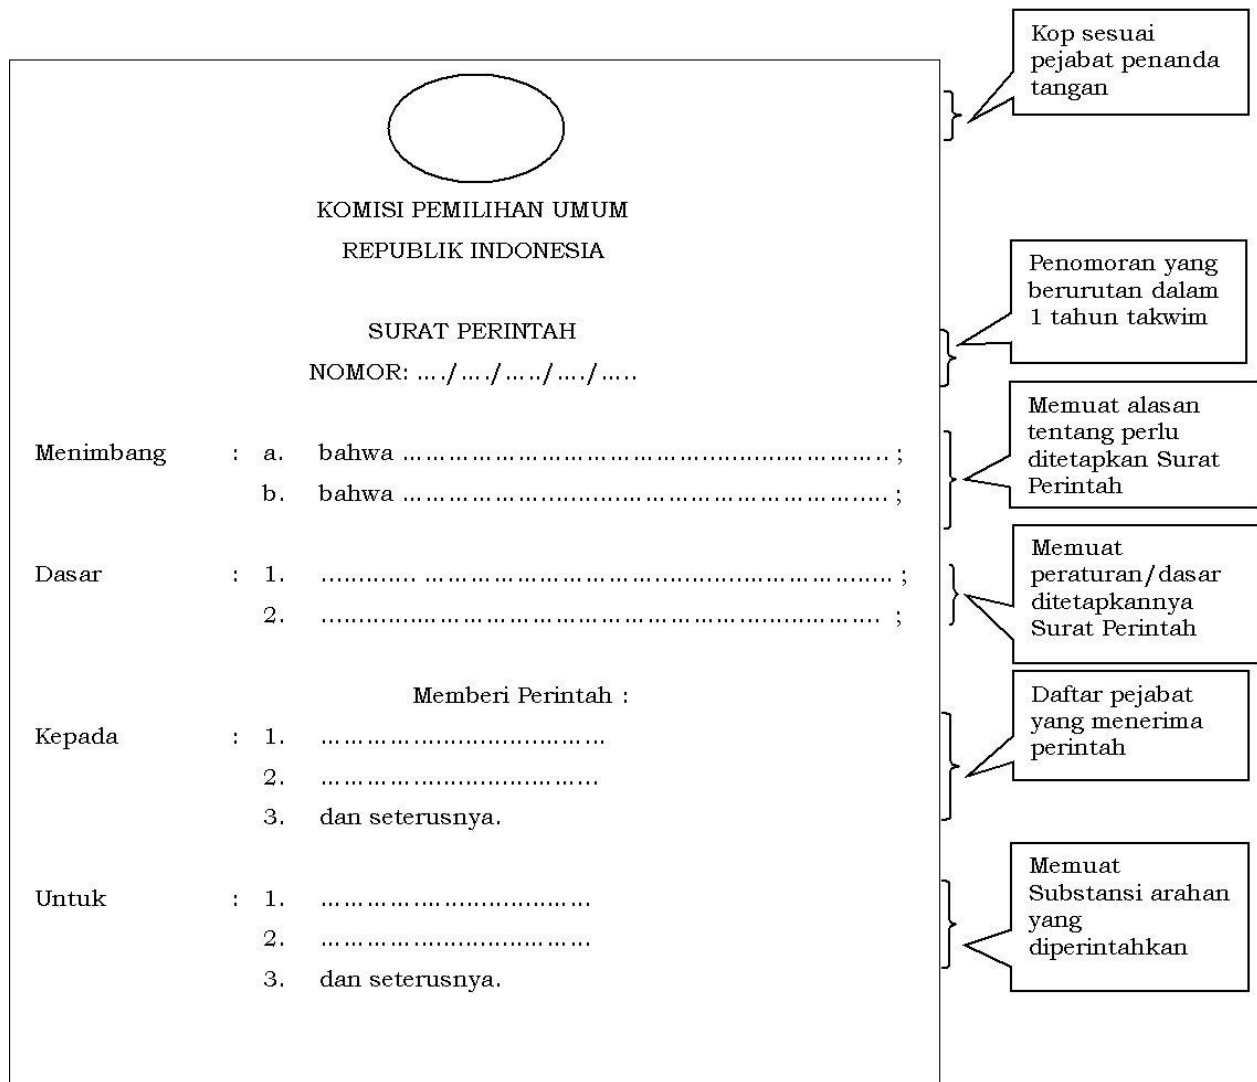 Kop sesuai
pejabat penanda
tangan
KOMISI PEMILIHAN UMUM
REPUBLIK INDONESIA
Penomoran yang
berurutan dalam
1 tahun takwim
SURAT PERINTAH
NOMOR: ..../..../...../..../.....
Memuat alasan
tentang perlu
ditetapkan Surat
Perintah
Menimbang : a. bahwa ………………………………………………… ;
b. bahwa ………………………………………………… ;
Memuat
peraturan/dasar
ditetapkannya
Surat Perintah
Dasar : 1. ………………………………………………………… ;
2. ………………………………………………………… ;
Memberi Perintah :
Daftar pejabat
yang menerima
perintah
Kepada : 1. ………………………………
2. ………………………………
3. dan seterusnya.
Memuat
Substansi arahan
yang
diperintahkan
Untuk : 1. ………………………………
2. ………………………………
3. dan seterusnya.